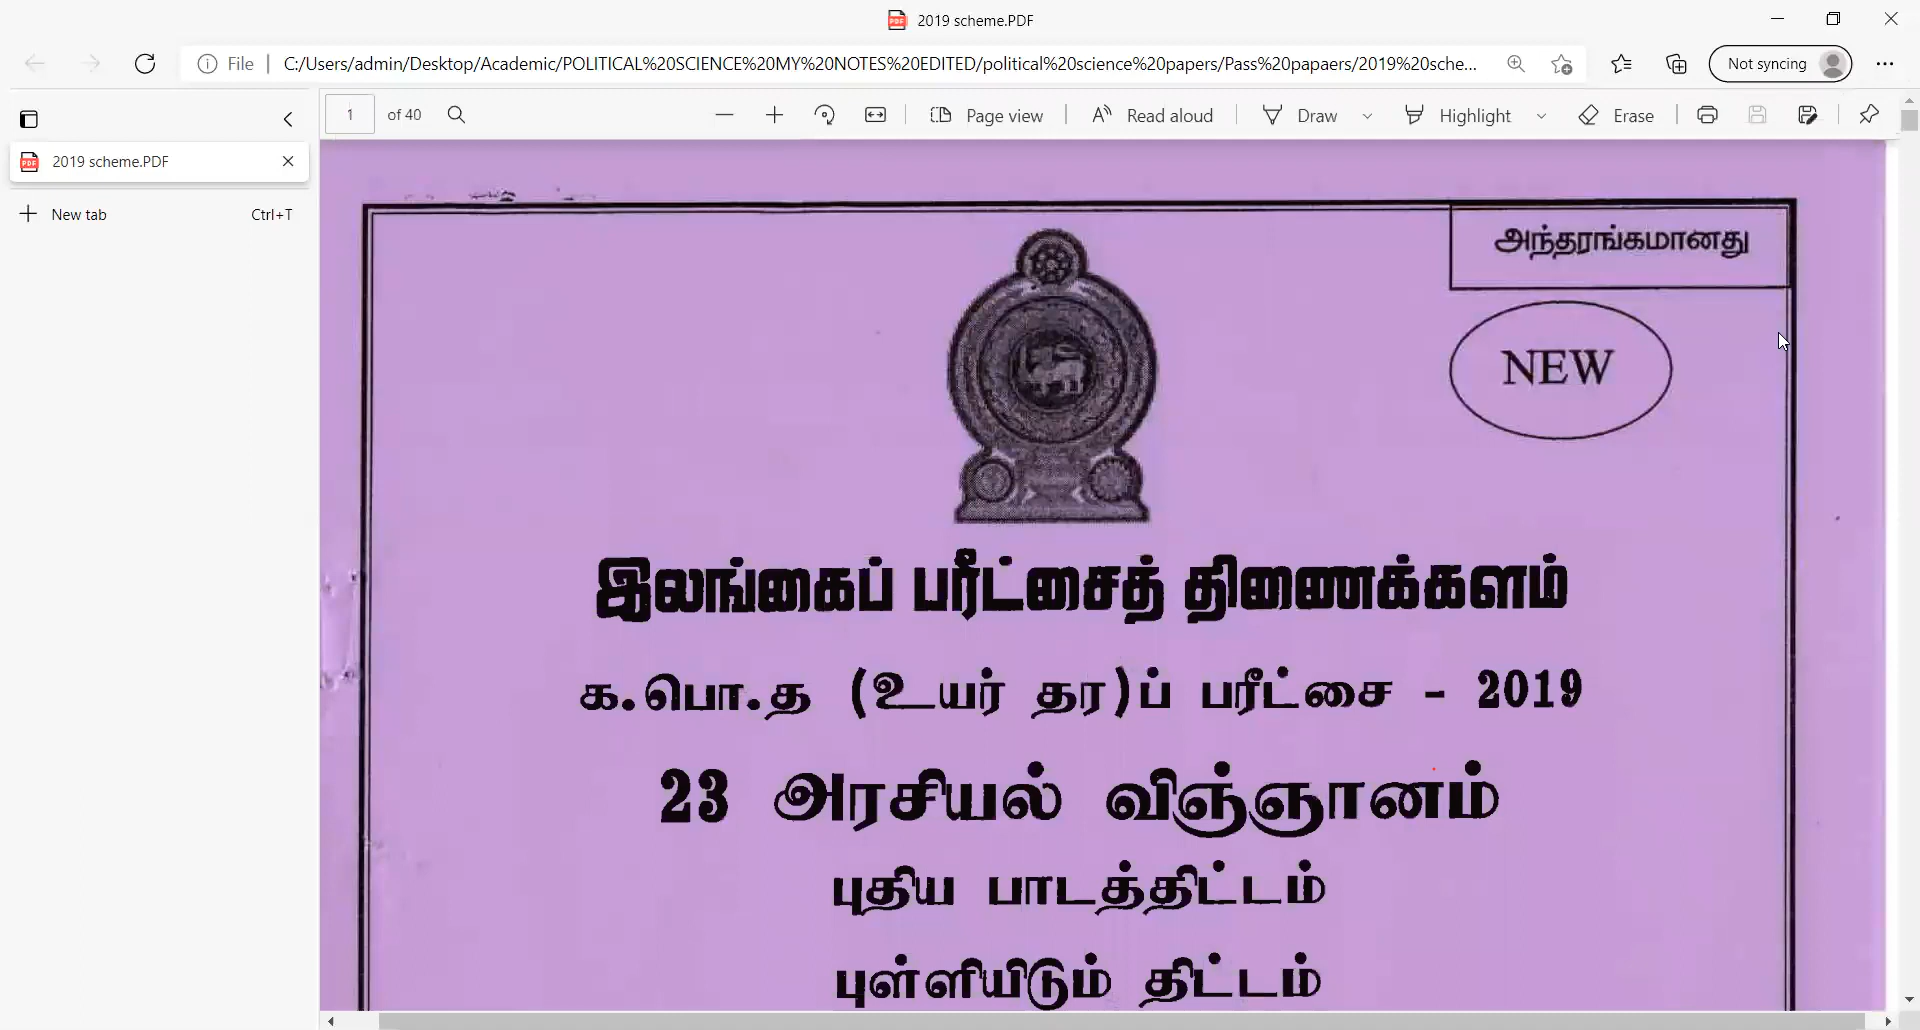 2019 scheme.PDF
File
C:/Users/admin/Desktop/Academic/POLITICAL%20SCIENCE%20MY%20NOTES%20EDITED/political%20science%20papers/Pass%20papaers/2019%20sche...
Not syncing
1 of 40
Page view
Read aloud
Draw
Highlight
Erase
2019 scheme.PDF
New tab Ctrl+T
அந்தரங்கமானது
NEW
இலங்கைப் பரீட்சைத் திணைக்களம்
க.பொ.த (உயர் தர)ப் பரீட்சை - 2019
23 அரசியல் விஞ்ஞானம்
புதிய பாடத்திட்டம்
புள்ளியிடும் திட்டம்